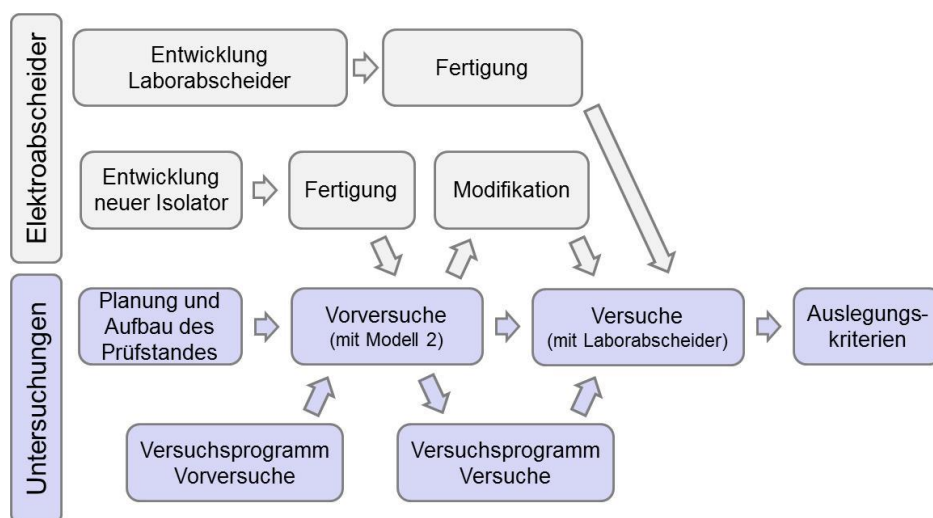 Elektroabscheider
Entwicklung
Laborabscheider
Fertigung
Entwicklung
neuer Isolator
Fertigung
Modifikation
Untersuchungen
Planung und
Aufbau des
Prüfstandes
Vorversuche
(mit Modell 2)
Versuche
(mit Laborabscheider)
Auslegungs-
kriterien
Versuchsprogramm
Vorversuche
Versuchsprogramm
Versuche